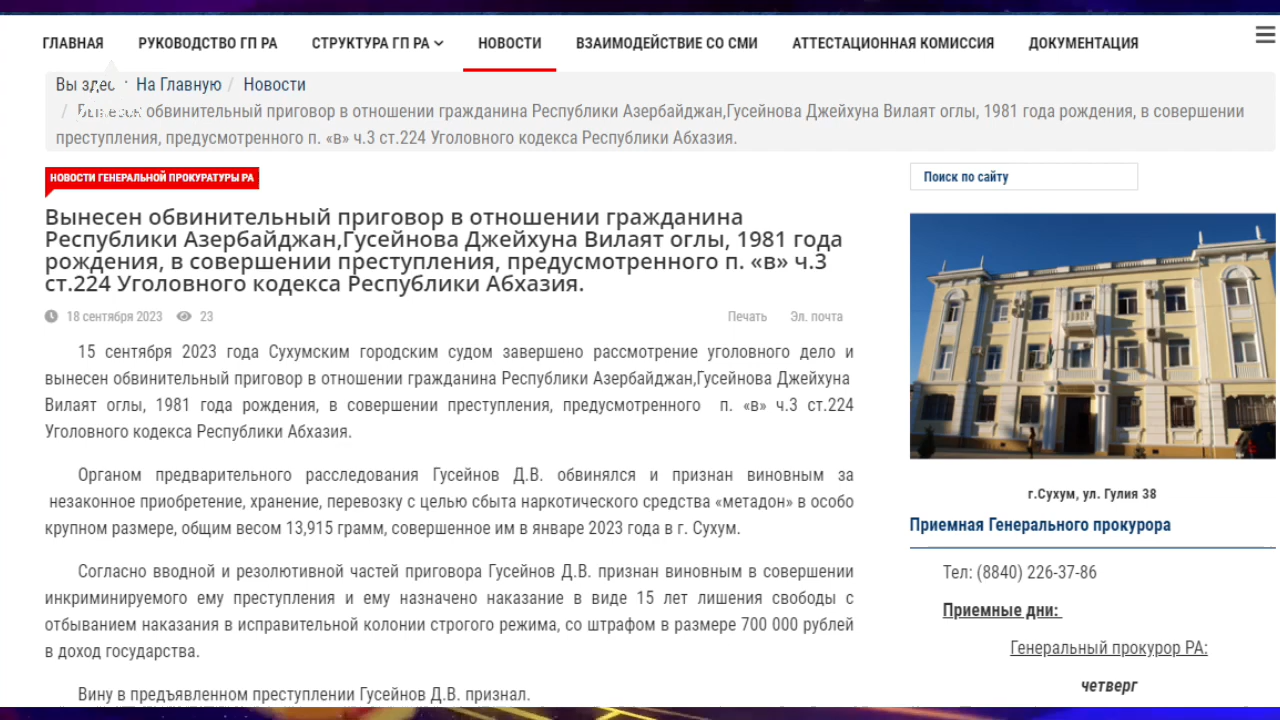 ГЛАВНАЯ РУКОВОДСТВО ГП РА СТРУКТУРА ГП РА НОВОСТИ ВЗАИМОДЕЙСТВИЕ СО СМИ АТТЕСТАЦИОННАЯ КОМИССИЯ ДОКУМЕНТАЦИЯ
Вы здес : На Главную / Новости
/ обвинительный приговор в отношении гражданина Республики Азербайджан,Гусейнова Джейхуна Вилаят оглы, 1981 года рождения, в совершении
преступления, предусмотренного п. «в» ч.3 ст.224 Уголовного кодекса Республики Абхазия.
НОВОСТИ ГЕНЕРАЛЬНОЙ ПРОКУРАТУРЫ РА
Вынесен обвинительный приговор в отношении гражданина
Республики Азербайджан,Гусейнова Джейхуна Вилаят оглы, 1981 года
рождения, в совершении преступления, предусмотренного п. «в» ч.3
ст.224 Уголовного кодекса Республики Абхазия.
18 сентября 2023 23 Печать Эл. почта
15 сентября 2023 года Сухумским городским судом завершено рассмотрение уголовного дело и
вынесен обвинительный приговор в отношении гражданина Республики Азербайджан,Гусейнова Джейхуна
Вилаят оглы, 1981 года рождения, в совершении преступления, предусмотренного п. «в» ч.3 ст.224
Уголовного кодекса Республики Абхазия.
Органом предварительного расследования Гусейнов Д.В. обвинялся и признан виновным за
незаконное приобретение, хранение, перевозку с целью сбыта наркотического средства «метадон» в особо
крупном размере, общим весом 13,915 грамм, совершенное им в январе 2023 года в г. Сухум.
Согласно вводной и резолютивной частей приговора Гусейнов Д.В. признан виновным в совершении
инкриминируемого ему преступления и ему назначено наказание в виде 15 лет лишения свободы с
отбыванием наказания в исправительной колонии строгого режима, со штрафом в размере 700 000 рублей
в доход государства.
Вину в предъявленном преступлении Гусейнов Д.В. признал.
Поиск по сайту
г.Сухум, ул. Гулия 38
Приемная Генерального прокурора
Тел: (8840) 226-37-86
Приемные дни:
Генеральный прокурор РА:
четверг